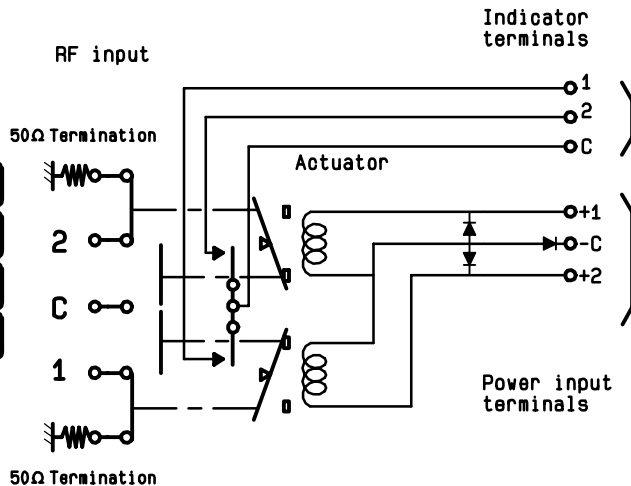 Indicator
terminals
RF input
1
2
C
50Ω Termination
Actuator
+1
-C
+2
2
C
1
Power input
terminals
50Ω Termination